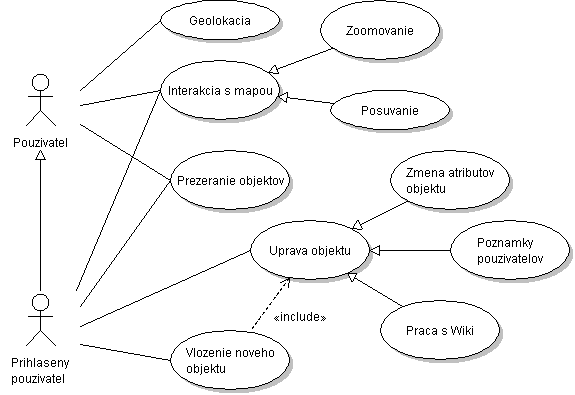 Geolokacia
Zoomovanie
Interakcia s mapou
Posuvanie
Pouzivatel
Prezeranie objektov
Zmena atributov
objektu
Uprava objektu
Poznamky
pouzivatelov
«include»
Praca s Wiki
Vlozenie noveho
objektu
Prihlaseny
pouzivatel